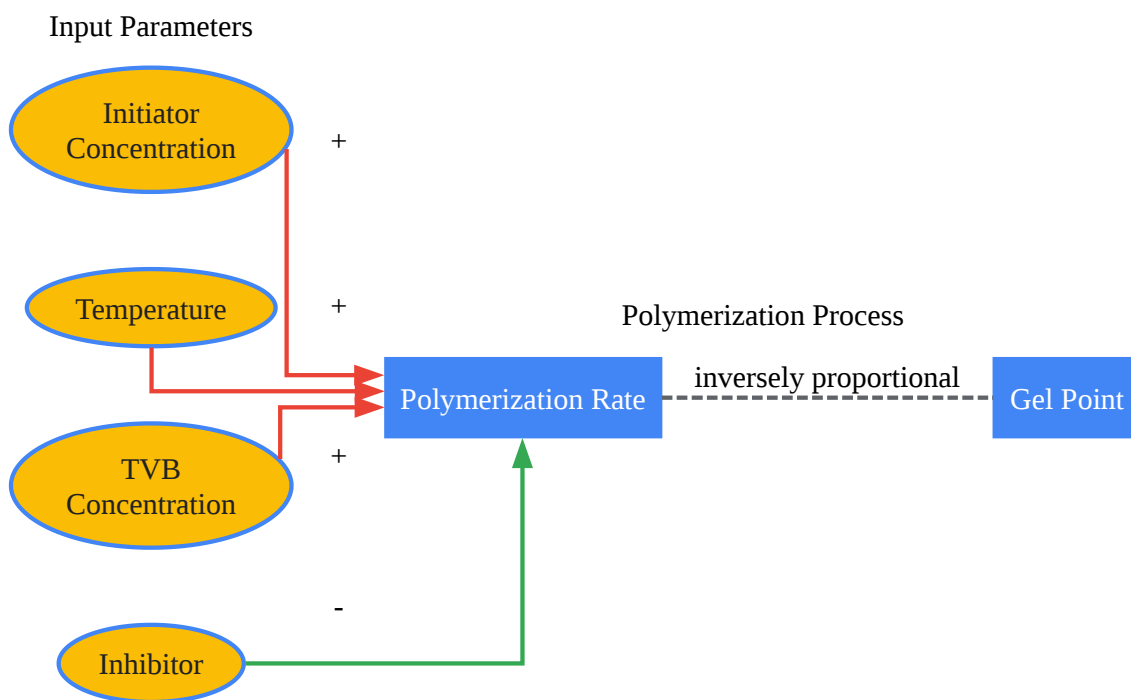 Input Parameters
Initiator
Concentration
+
Temperature
+
Polymerization Process
Polymerization Rate
inversely proportional
Gel Point
TVB
Concentration
+
-
Inhibitor